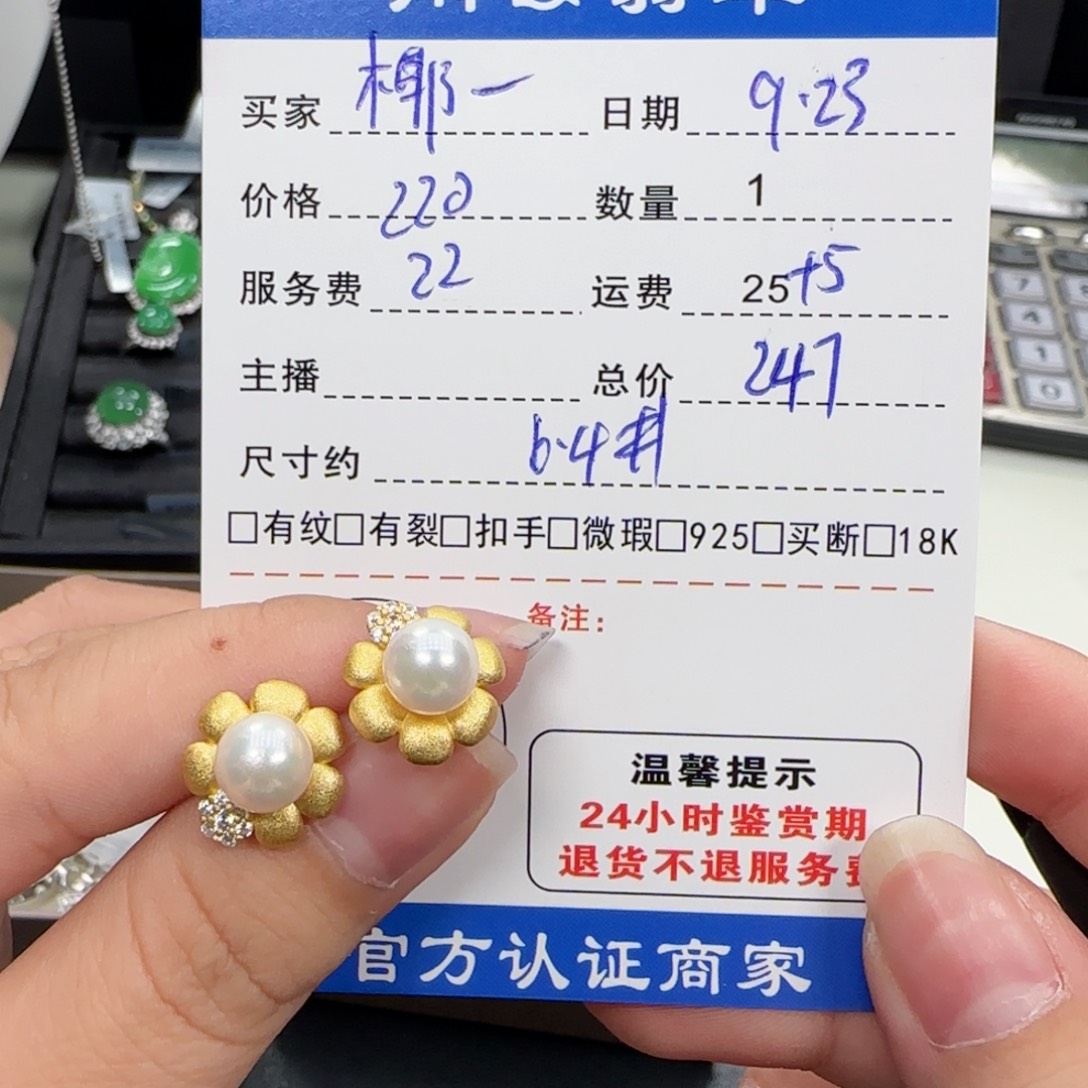 买家 椰一 日期 9.23
价格 220 数量 1
服务费 22 运费 25+5
主播 总价 247
尺寸约 6.4#
□有纹□有裂□扣手□微瑕□925□买断□18K
备注:
温馨提示
24小时鉴赏期
退货不退服务费
官方认证商家